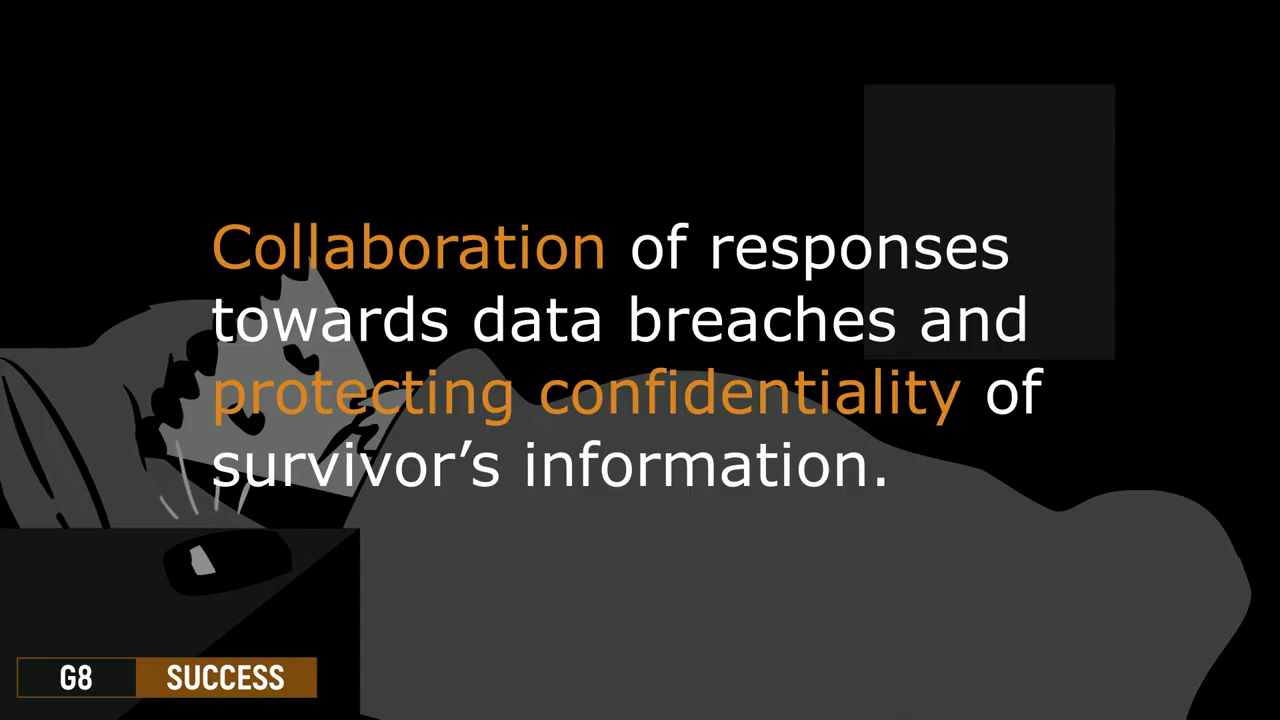 Collaboration of responses
towards data breaches and
protecting confidentiality of
survivor’s information.
G8 SUCCESS